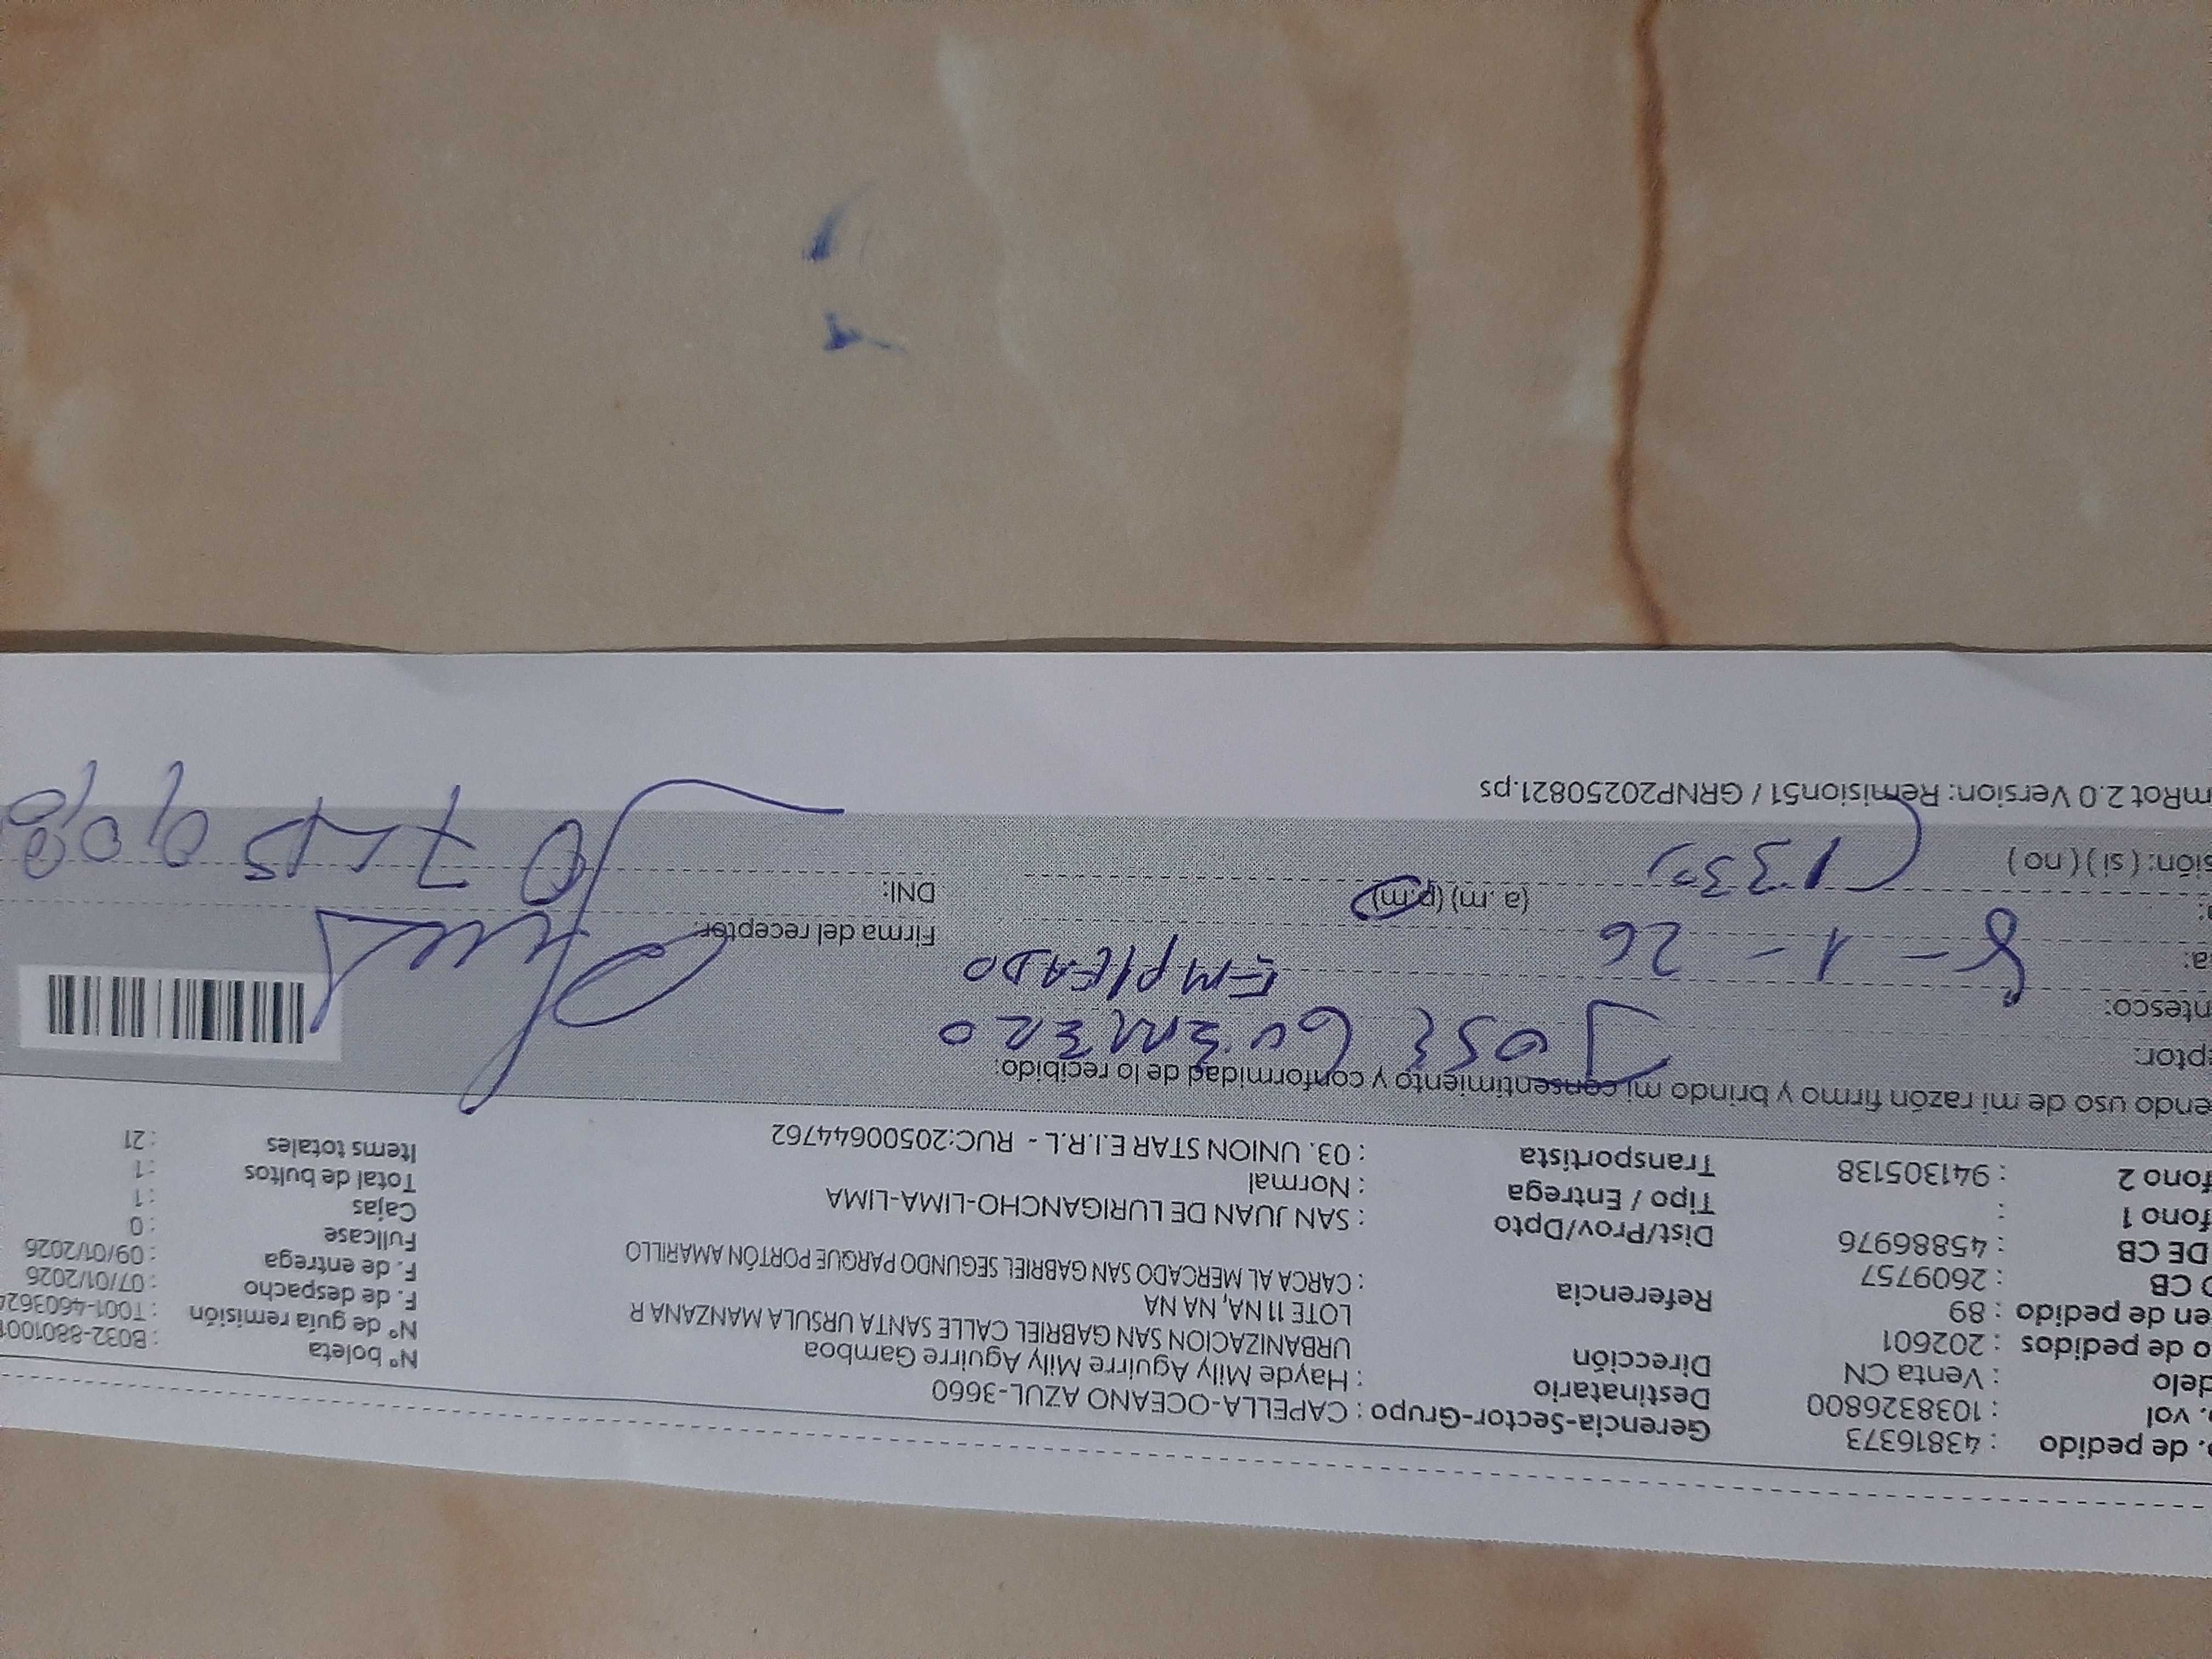 . de pedido : 43816373 Gerencia-Sector-Grupo : CAPELLA-OCEANO AZUL-3660
. vol : 1038326800 Destinatario : Hayde Mily Aguirre Mily Aguirre Gamboa Nº boleta : B032-8801001
delo : Venta CN Dirección URBANIZACION SAN GABRIEL CALLE SANTA URSULA MANZANA R Nº de guía remisión : T001-460362
o de pedidos : 202601 LOTE 11 NA, NA NA F. de despacho : 07/01/2026
en de pedido : 89 Referencia : CARCA AL MERCADO SAN GABRIEL SEGUNDO PARQUE PORTÓN AMARILLO F. de entrega : 09/01/2026
O CB : 2609757 Fullcase : 0
DE CB : 45886976 Dist/Prov/Dpto : SAN JUAN DE LURIGANCHO-LIMA-LIMA Cajas : 1
fono 1 : Tipo / Entrega : Normal Total de bultos : 1
fono 2 : 941305138 Transportista : 03. UNION STAR E.I.R.L - RUC:20500644762 Items totales : 21
endo uso de mi razón firmo y brindo mi consentimiento y conformidad de lo recibido:
ptor: JOSE
ntesco: EMPLEADO
a: 8-1-26 Firma del receptor:
(a.m) (p.m) DNI:
sión: ( si ) ( no )
mRot 2.0 Version: Remision51 / GRNP20250821.ps